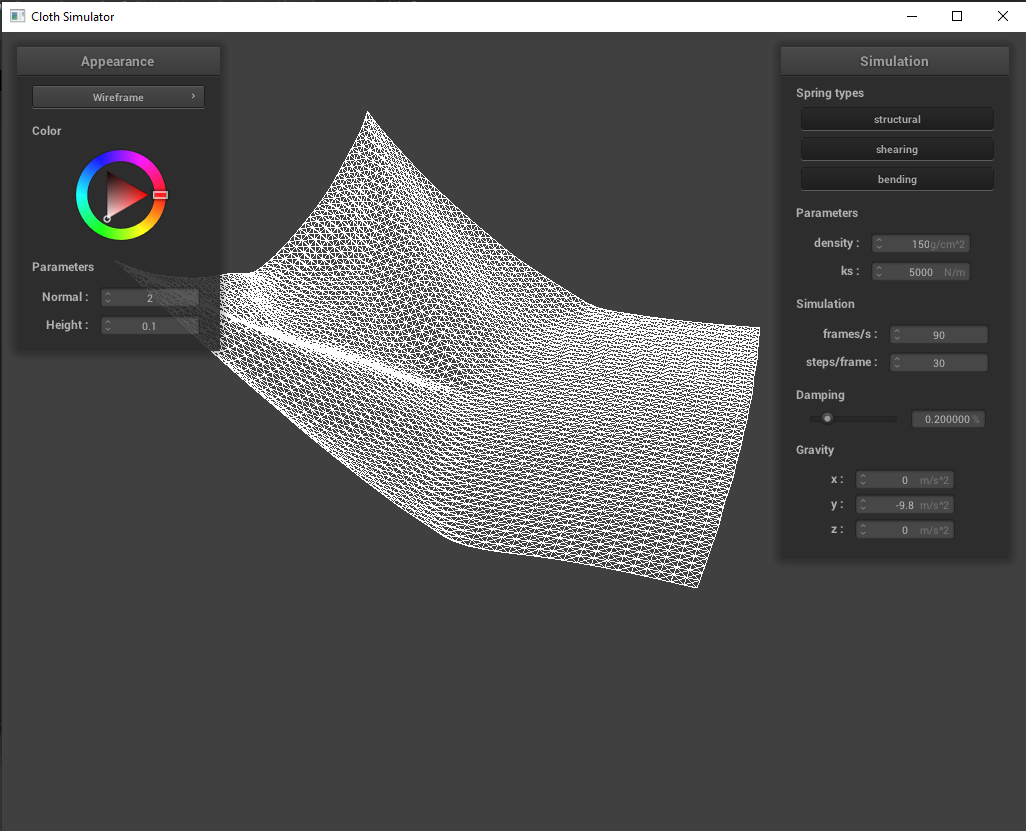 Cloth Simulator
Appearance
Wireframe
Color
Parameters
Normal : 2
Height : 0.1
Simulation
Spring types
structural
shearing
bending
Parameters
density : 150 g/cm^2
ks : 5000 N/m
Simulation
frames/s : 90
steps/frame : 30
Damping
0.200000 %
Gravity
x : 0 m/s^2
y : -9.8 m/s^2
z : 0 m/s^2